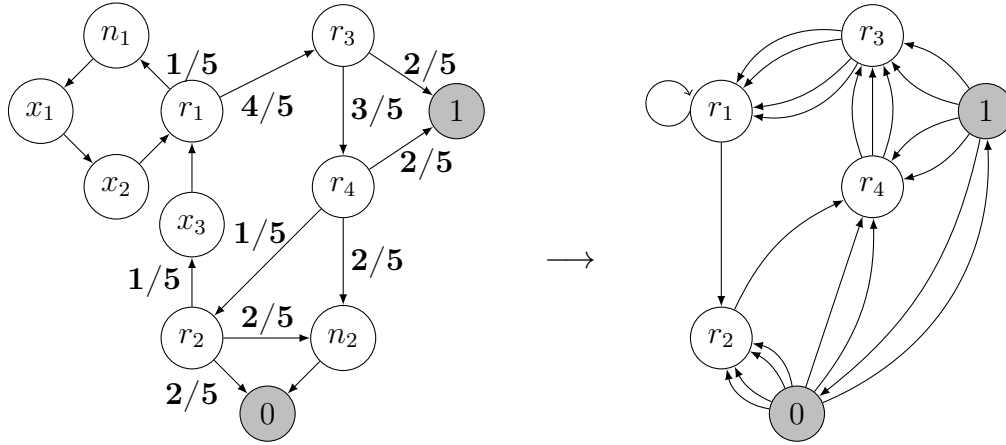 n₁ r₃ r₃
1/5 2/5
x₁ r₁ 4/5 3/5 1 r₁ 1
2/5
x₂ r₄ r₄
x₃ 1/5
1/5 2/5 ⟶
2/5
r₂ n₂ r₂
2/5
0 0